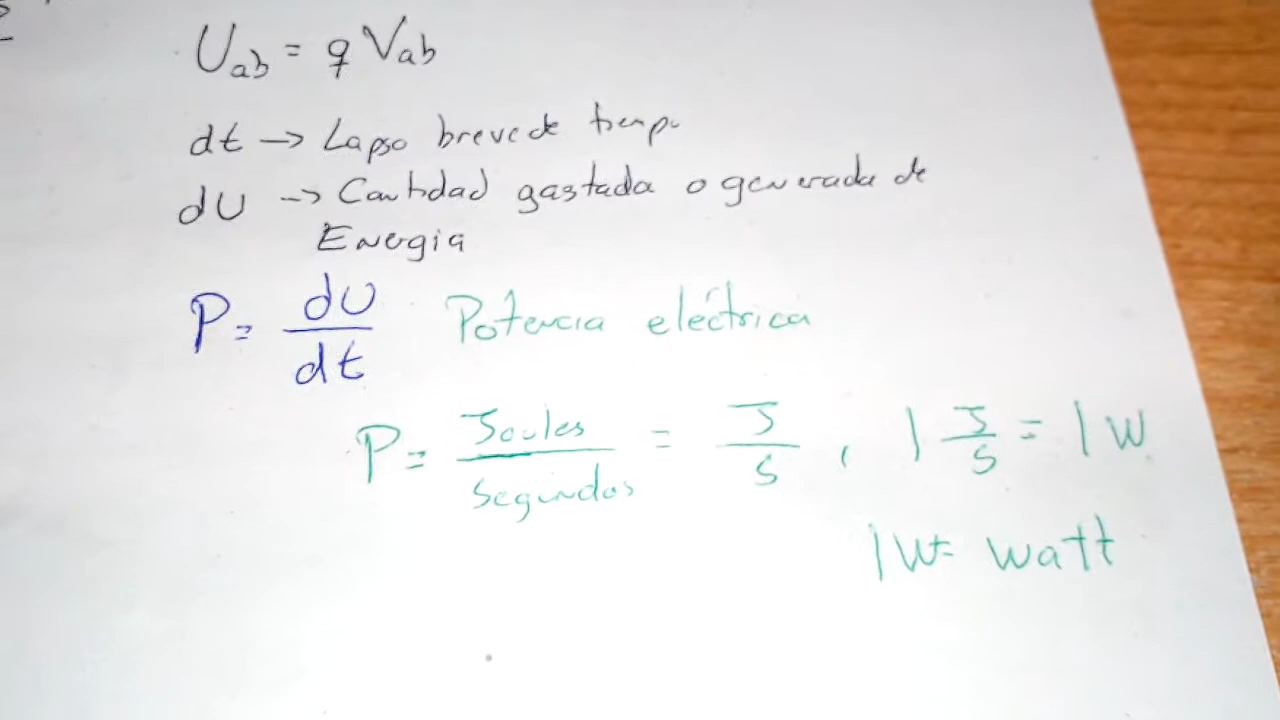 Uab = q Vab
dt → Lapso breve de tiempo
dU → Cantidad gastada o generada de
Energia
P = dU/dt Potencia eléctrica
P = Joules/segundos = J/s , 1 J/s = 1 W
1 W = watt